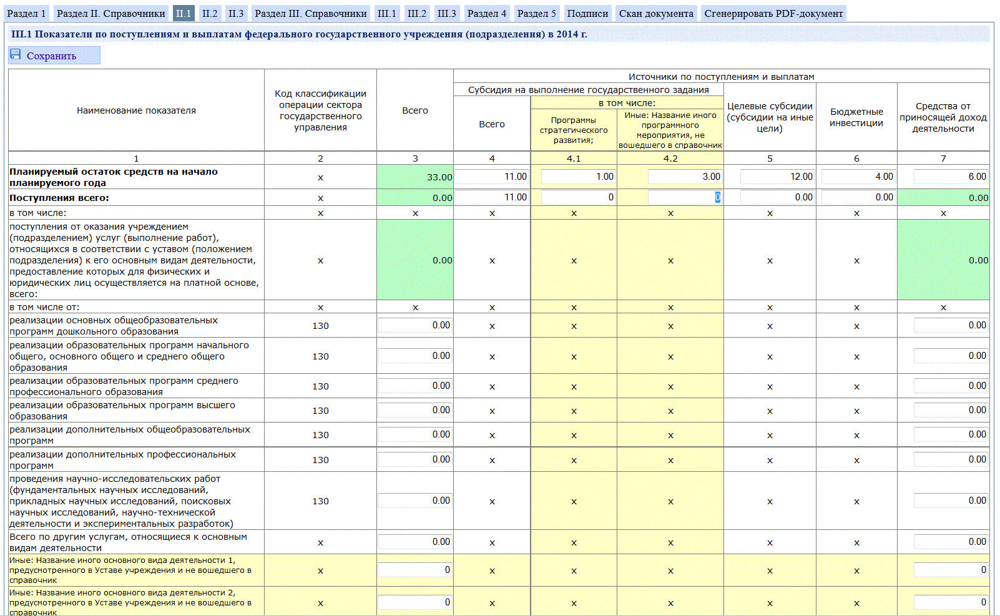 Раздел 1 Раздел II. Справочники II.1 II.2 II.3 Раздел III. Справочники III.1 III.2 III.3 Раздел 4 Раздел 5 Подписи Скан документа Сгенерировать PDF-документ
III.1 Показатели по поступлениям и выплатам федерального государственного учреждения (подразделения) в 2014 г.
Сохранить
Наименование показателя
Код классификации
операции сектора
государственного
управления
Всего
Источники по поступлениям и выплатам
Субсидия на выполнение государственного задания
Всего
в том числе:
Программы
стратегического
развития;
Иные: Название иного
программного
мероприятия, не
вошедшего в справочник
Целевые субсидии
(субсидии на иные
цели)
Бюджетные
инвестиции
Средства от
приносящей доход
деятельности
1 2 3 4 4.1 4.2 5 6 7
Планируемый остаток средств на начало
планируемого года
x 33.00 11.00 1.00 3.00 12.00 4.00 6.00
Поступления всего: x 0.00 11.00 0 0 0.00 0.00 0.00
в том числе: x x x x x x x x
поступления от оказания учреждением
(подразделением) услуг (выполнение работ),
относящихся в соответствии с уставом (положением
подразделения) к его основным видам деятельности,
предоставление которых для физических и
юридических лиц осуществляется на платной основе,
всего:
x 0.00 x x x x x 0.00
в том числе от: x x x x x x x x
реализации основных общеобразовательных
программ дошкольного образования
130 0.00 x x x x x 0.00
реализации образовательных программ начального
общего, основного общего и среднего общего
образования
130 0.00 x x x x x 0.00
реализации образовательных программ среднего
профессионального образования
130 0.00 x x x x x 0.00
реализации образовательных программ высшего
образования
130 0.00 x x x x x 0.00
реализации дополнительных общеобразовательных
программ
130 0.00 x x x x x 0.00
реализации дополнительных профессиональных
программ
130 0.00 x x x x x 0.00
проведения научно-исследовательских работ
(фундаментальных научных исследований,
прикладных научных исследований, поисковых
научных исследований, научно-технической
деятельности и экспериментальных разработок)
130 0.00 x x x x x 0.00
Всего по другим услугам, относящиеся к основным
видам деятельности
x 0.00 x x x x x 0.00
Иные: Название иного основного вида деятельности 1,
предусмотренного в Уставе учреждения и не вошедшего в
справочник
x 0 x x x x x 0
Иные: Название иного основного вида деятельности 2,
предусмотренного в Уставе учреждения и не вошедшего в
справочник
x 0 x x x x x 0